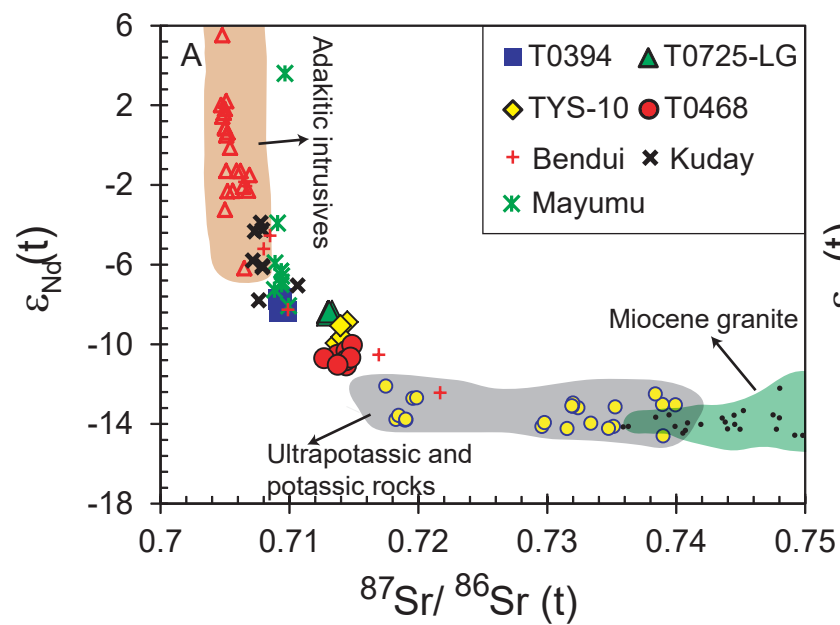 A
T0394
T0725-LG
TYS-10
T0468
Bendui
Kuday
Mayumu
Adakitic intrusives
Miocene granite
Ultrapotassic and
potassic rocks
6
2
-2
-6
-10
-14
-18
0.7
0.71
0.72
0.73
0.74
0.75
εNd(t)
⁸⁷Sr/ ⁸⁶Sr (t)
ε (t)